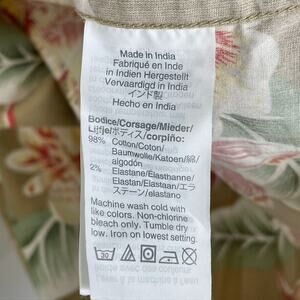 Made in India
Fabriqué en Inde
in Indien Hergestellt
Vervaardigd in India
インド製
Hecho en India
Bodice/Corsage/Mieder/
Lijfje/ボディス/corpiño:
98% Cotton/Coton/
Baumwolle/Katoen/綿/
algodón
2% Elastane/Élasthanne/
Elastan/Elastaan/エラ
ステーン/elastano
Machine wash cold with
like colors. Non-chlorine
bleach only. Tumble dry
low. Iron on lowest setting.
30